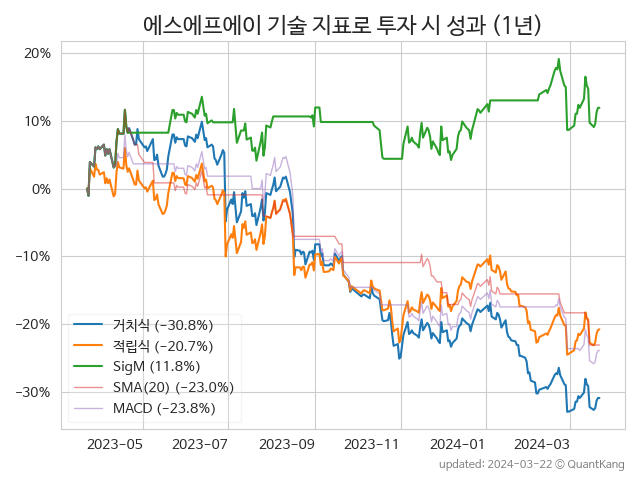 에스에프에이 기술 지표로 투자 시 성과 (1년)
20%
10%
0%
−10%
−20%
−30%
거치식 (−30.8%)
적립식 (−20.7%)
SigM (11.8%)
SMA(20) (−23.0%)
MACD (−23.8%)
2023-05
2023-07
2023-09
2023-11
2024-01
2024-03
updated: 2024-03-22 © QuantKang